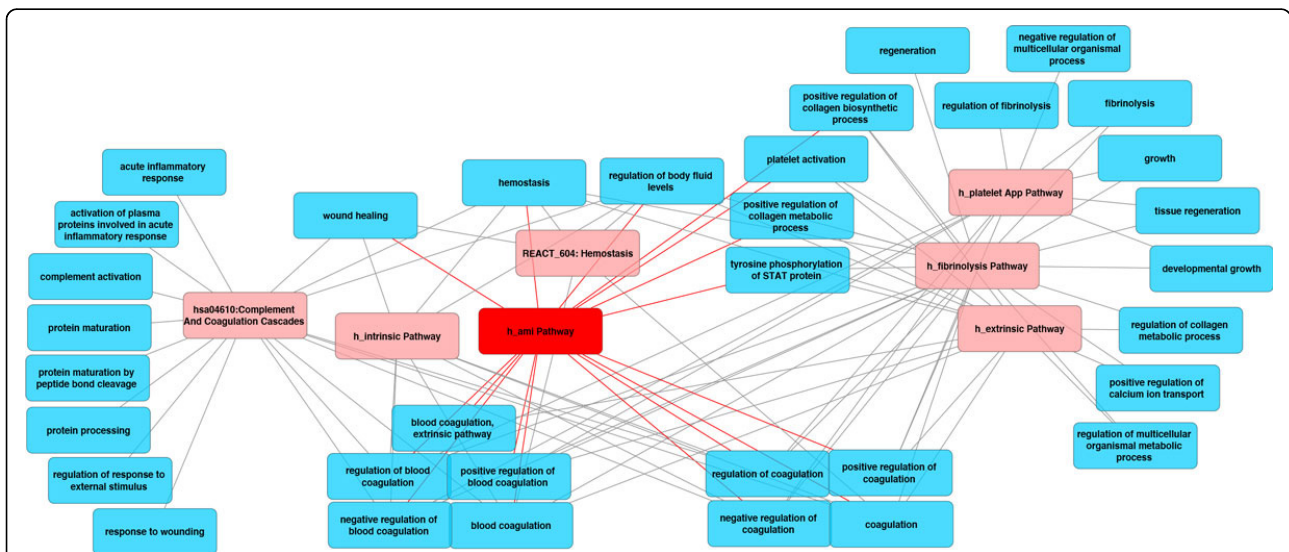 regeneration
negative regulation of
multicellular organismal
process
positive regulation of
collagen biosynthetic
process
regulation of fibrinolysis
fibrinolysis
acute inflammatory
response
hemostasis
regulation of body fluid
levels
platelet activation
growth
h_platelet App Pathway
activation of plasma
proteins involved in acute
inflammatory response
wound healing
positive regulation of
collagen metabolic
process
tissue regeneration
complement activation
REACT_604: Hemostasis
tyrosine phosphorylation
of STAT protein
h_fibrinolysis Pathway
developmental growth
protein maturation
hsa04610:Complement
And Coagulation Cascades
h_intrinsic Pathway
h_ami Pathway
h_extrinsic Pathway
regulation of collagen
metabolic process
protein maturation by
peptide bond cleavage
positive regulation of
calcium ion transport
protein processing
blood coagulation,
extrinsic pathway
regulation of multicellular
organismal metabolic
process
regulation of response to
external stimulus
regulation of blood
coagulation
positive regulation of
blood coagulation
regulation of coagulation
positive regulation of
coagulation
response to wounding
negative regulation of
blood coagulation
blood coagulation
negative regulation of
coagulation
coagulation